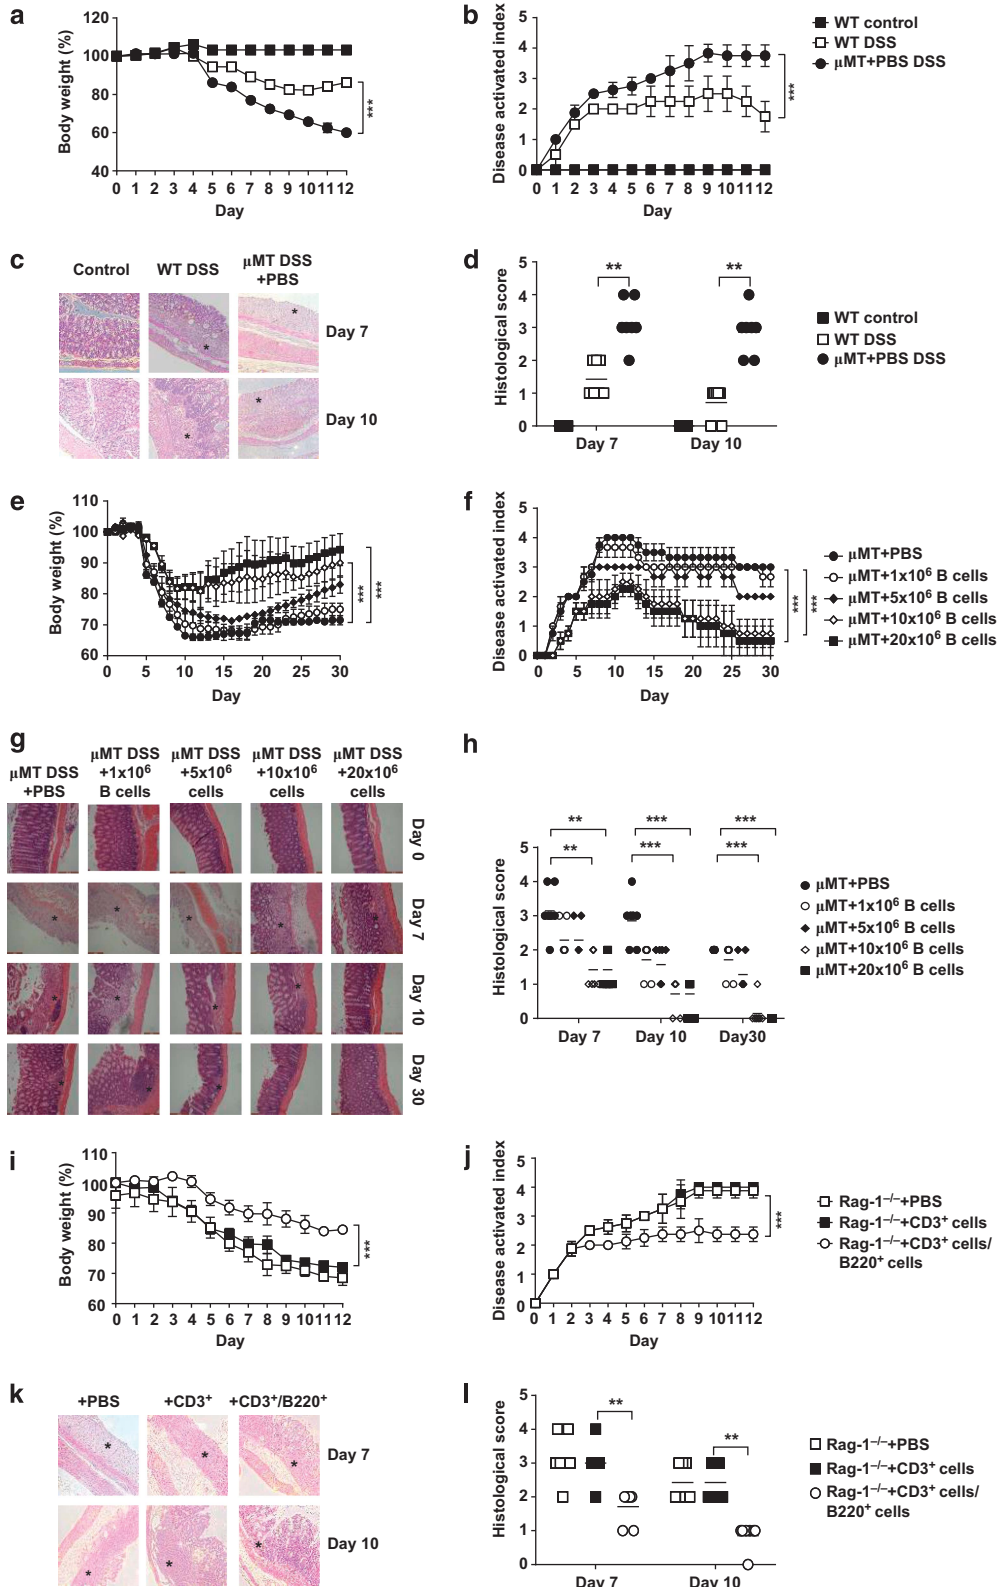 a
120
100
80
60
40
Body weight (%)
0 1 2 3 4 5 6 7 8 9 10 11 12
Day
***
b
5
4
3
2
1
0
Disease activated index
0 1 2 3 4 5 6 7 8 9 10 11 12
Day
***
WT control
WT DSS
μMT+PBS DSS
c
Control
WT DSS
μMT DSS
+PBS
Day 7
Day 10
* * * *
d
5
4
3
2
1
0
Histological score
** **
Day 7 Day 10
WT control
WT DSS
μMT+PBS DSS
e
110
100
90
80
70
60
Body weight (%)
0 5 10 15 20 25 30
Day
*** ***
f
5
4
3
2
1
0
Disease activated index
0 5 10 15 20 25 30
Day
*** ***
μMT+PBS
μMT+1x10⁶ B cells
μMT+5x10⁶ B cells
μMT+10x10⁶ B cells
μMT+20x10⁶ B cells
g
μMT DSS
+PBS
μMT DSS
+1x10⁶
B cells
μMT DSS
+5x10⁶
cells
μMT DSS
+10x10⁶
cells
μMT DSS
+20x10⁶
cells
Day 0
Day 7
Day 10
Day 30
h
5
4
3
2
1
0
Histological score
** *** ***
** *** ***
Day 7 Day 10 Day30
μMT+PBS
μMT+1x10⁶ B cells
μMT+5x10⁶ B cells
μMT+10x10⁶ B cells
μMT+20x10⁶ B cells
i
110
100
90
80
70
60
Body weight (%)
0 1 2 3 4 5 6 7 8 9 10 11 12
Day
***
j
5
4
3
2
1
0
Disease activated index
0 1 2 3 4 5 6 7 8 9 10 11 12
Day
***
Rag-1⁻/⁻+PBS
Rag-1⁻/⁻+CD3⁺ cells
Rag-1⁻/⁻+CD3⁺ cells/
B220⁺ cells
k
+PBS
+CD3⁺
+CD3⁺/B220⁺
Day 7
Day 10
* * *
* * *
l
5
4
3
2
1
0
Histological score
** **
Day 7 Day 10
Rag-1⁻/⁻+PBS
Rag-1⁻/⁻+CD3⁺ cells
Rag-1⁻/⁻+CD3⁺ cells/
B220⁺ cells